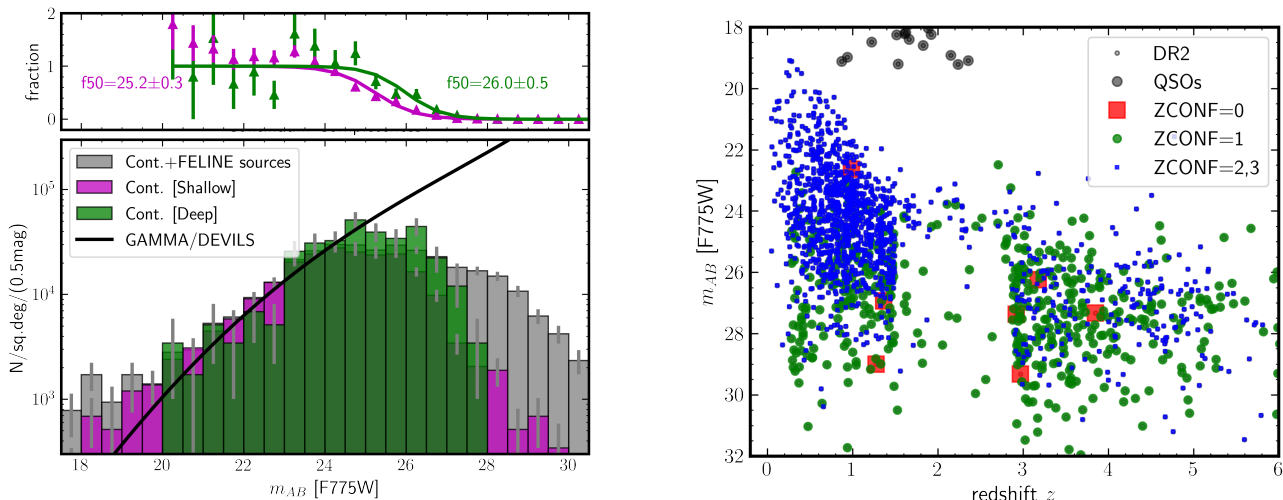 2
1
0
fraction
f50=25.2±0.3
f50=26.0±0.5
Cont.+FELINE sources
Cont. [Shallow]
Cont. [Deep]
GAMMA/DEVILS
10^5
10^4
10^3
N/sq.deg/(0.5mag)
18 20 22 24 26 28 30
m_AB [F775W]
18
20
22
24
26
28
30
32
m_AB [F775W]
DR2
QSOs
ZCONF=0
ZCONF=1
ZCONF=2,3
0 1 2 3 4 5 6
redshift z